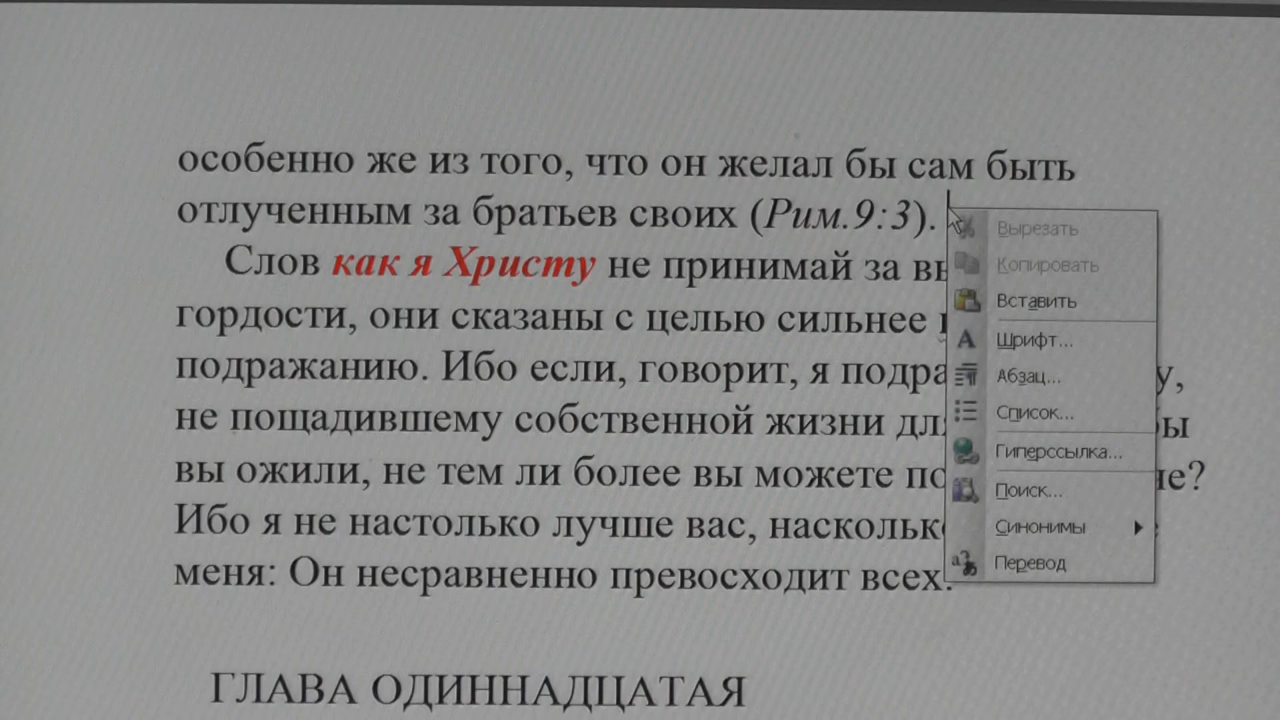 особенно же из того, что он желал бы сам быть
отлученным за братьев своих (Рим.9:3).
Слов как я Христу не принимай за
гордости, они сказаны с целью сильнее
подражанию. Ибо если, говорит, я
не пощадившему собственной жизни
вы ожили, не тем ли более вы можете
Ибо я не настолько лучше вас,
меня: Он несравненно превосходит всех.
ГЛАВА ОДИННАДЦАТАЯ
Вырезать
Копировать
Вставить
Шрифт...
Абзац...
Список...
Гиперссылка...
Поиск...
Синонимы
Перевод